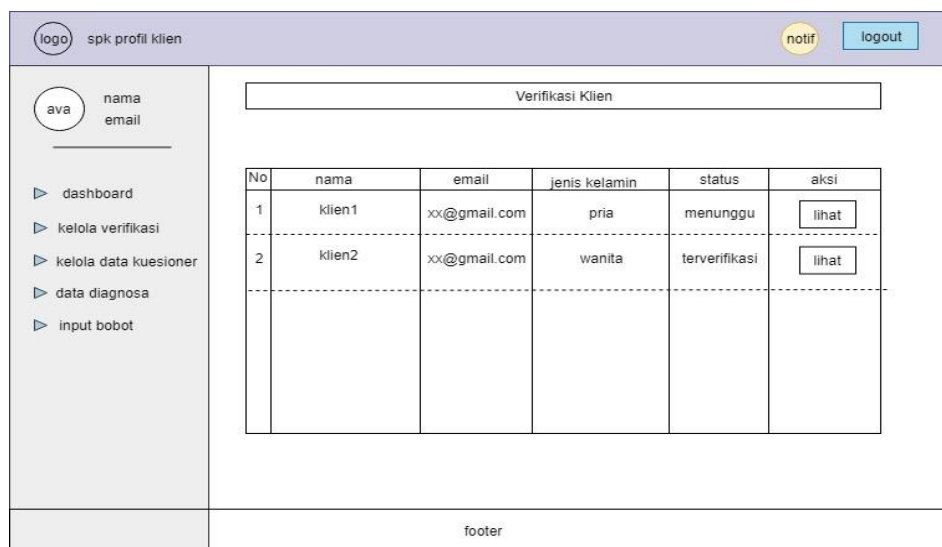 logo spk profil klien notif logout
ava nama
email
dashboard
kelola verifikasi
kelola data kuesioner
data diagnosa
input bobot
Verifikasi Klien
No nama email jenis kelamin status aksi
1 klien1 xx@gmail.com pria menunggu lihat
2 klien2 xx@gmail.com wanita terverifikasi lihat
footer